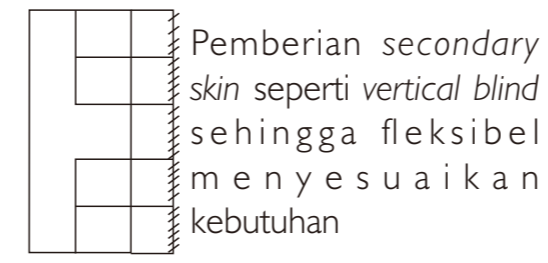 Pemberian secondary
skin seperti vertical blind
sehingga fleksibel
menyesuaikan
kebutuhan